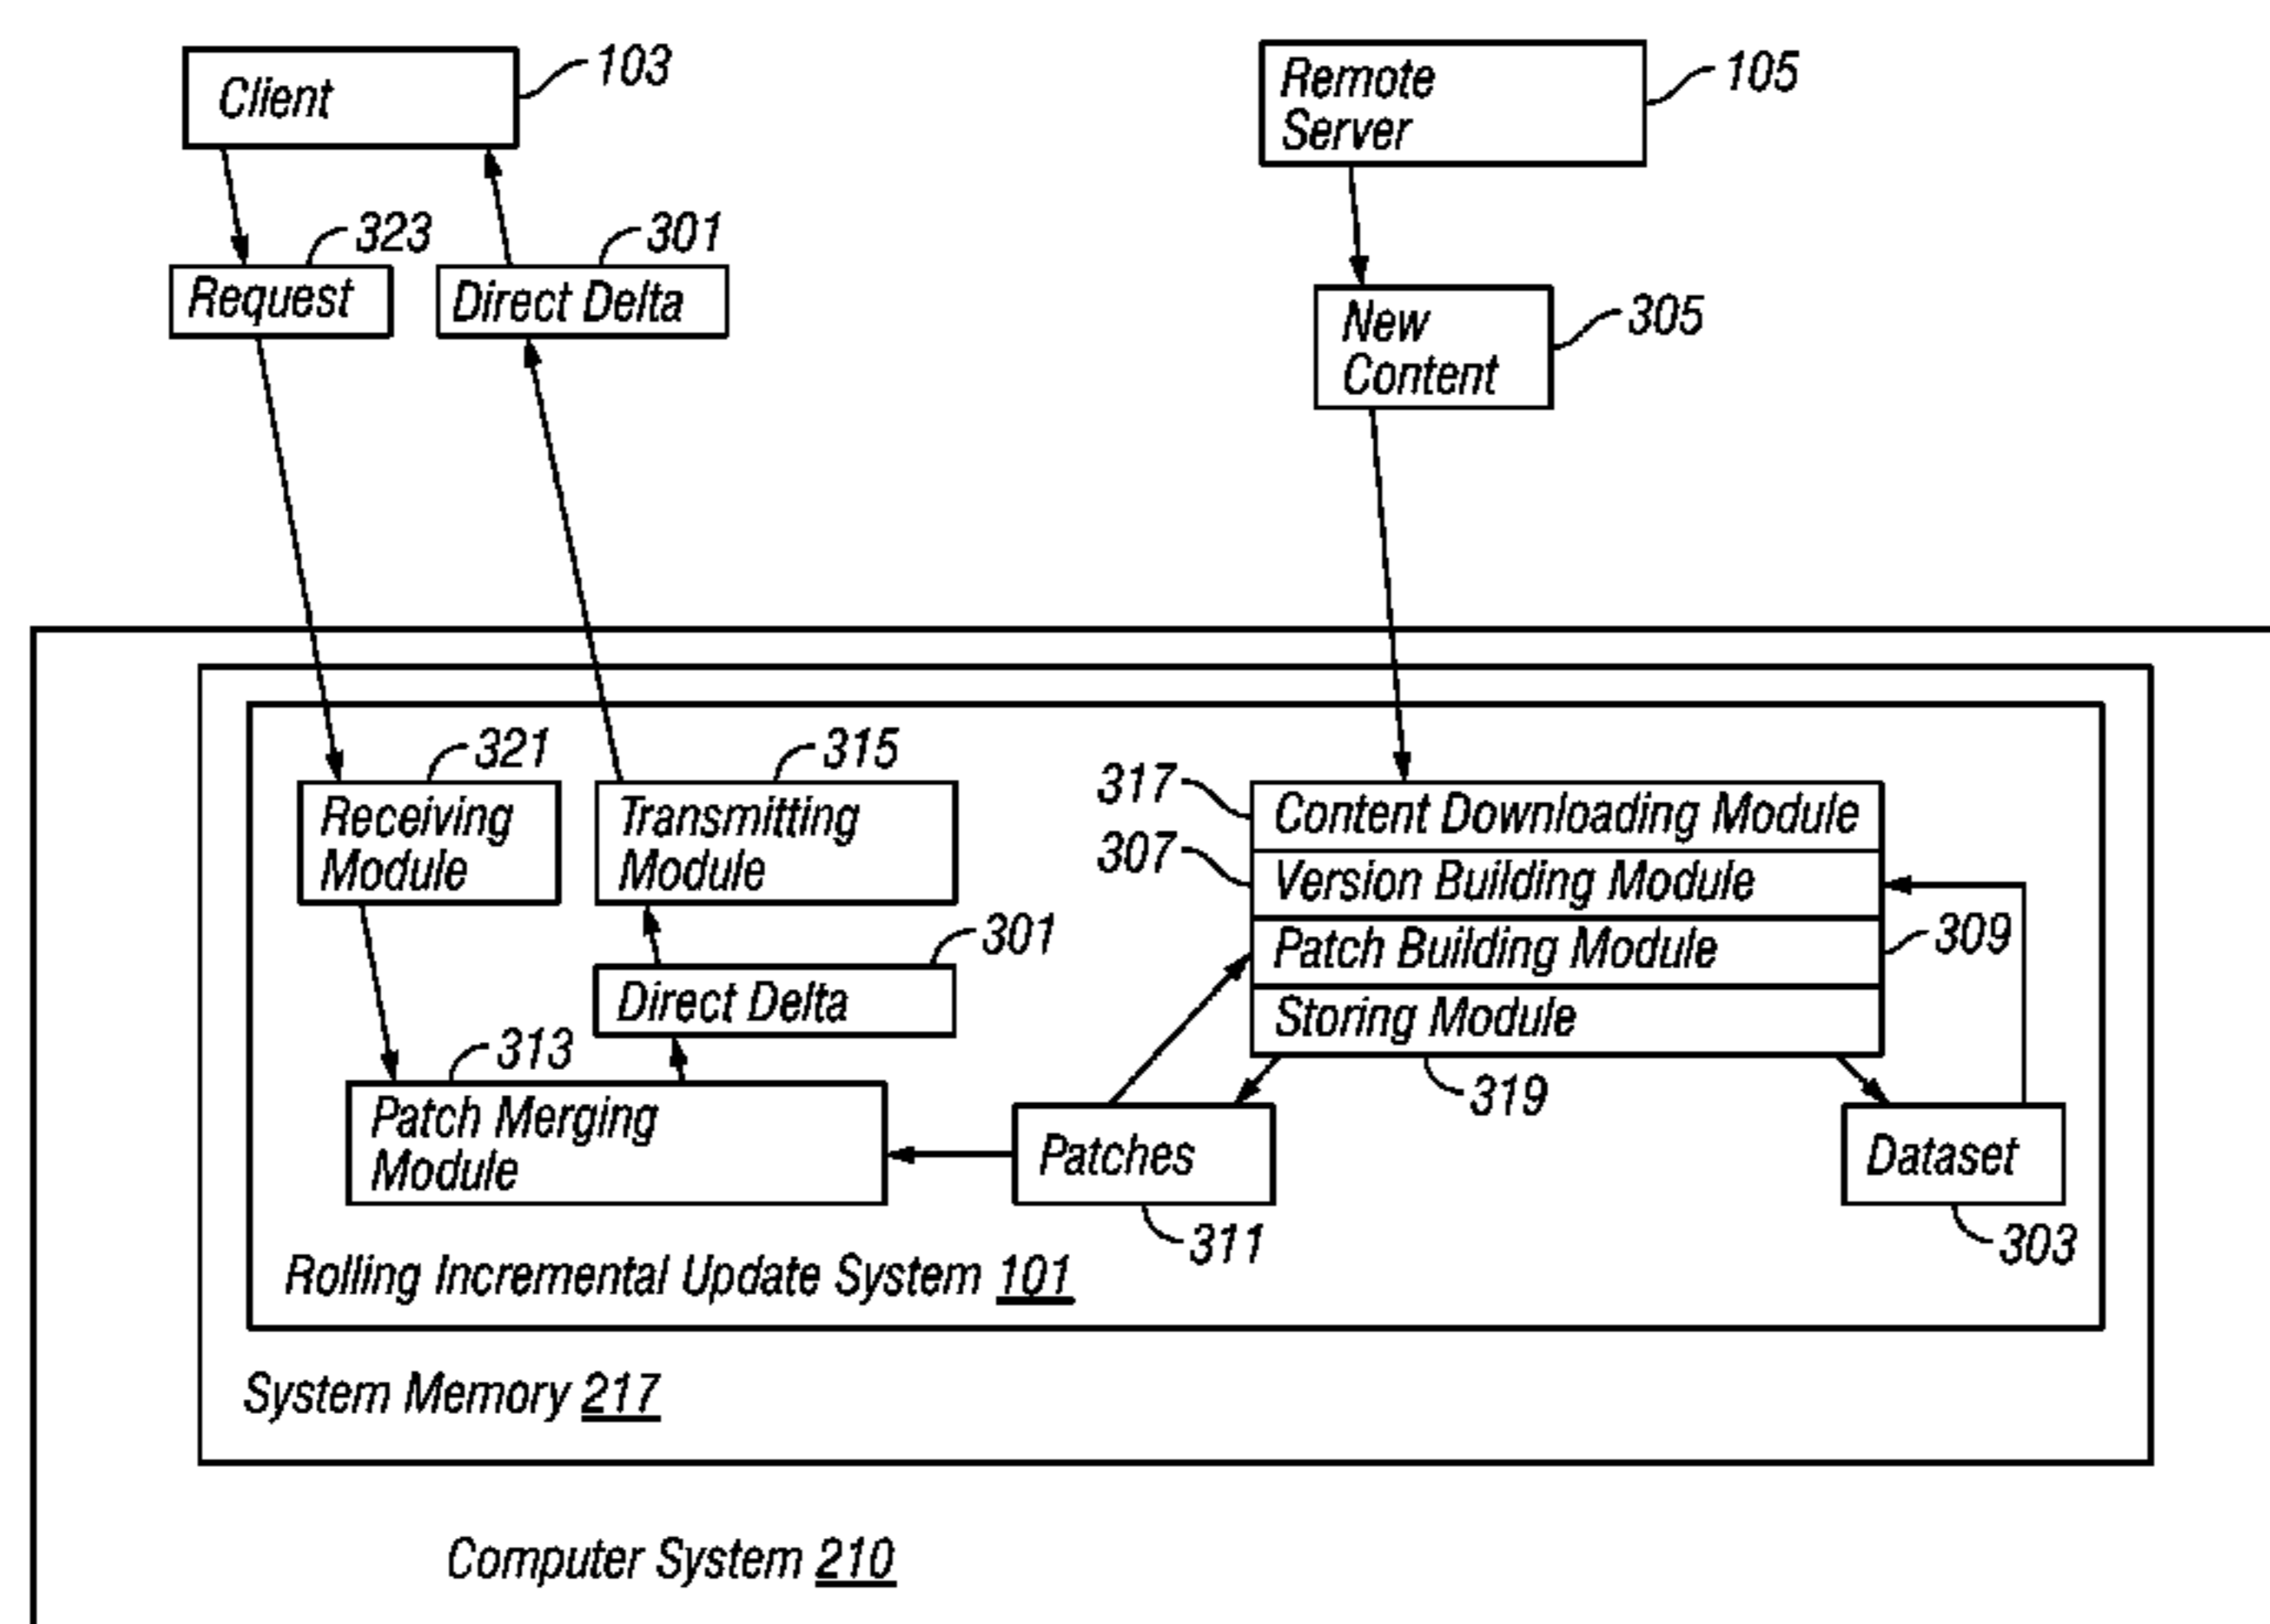 Client
103
Remote
Server
105
323
301
Request
Direct Delta
New
Content
305
321
315
Receiving
Module
Transmitting
Module
317
Content Downloading Module
307
Version Building Module
Patch Building Module
309
Storing Module
319
301
Direct Delta
313
Patch Merging
Module
Patches
311
Dataset
303
Rolling Incremental Update System 101
System Memory 217
Computer System 210